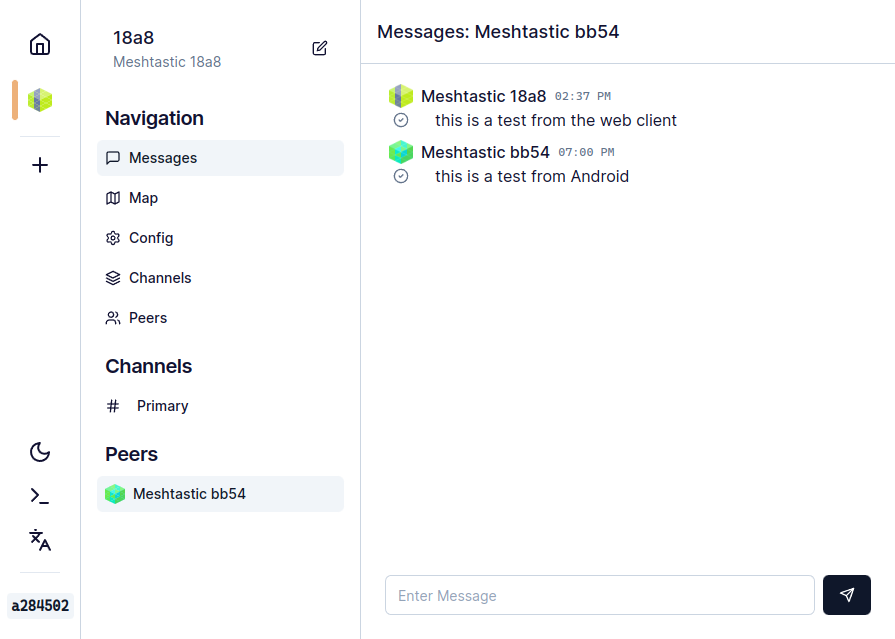 18a8
Meshtastic 18a8
Navigation
Messages
Map
Config
Channels
Peers
Channels
# Primary
Peers
Meshtastic bb54
a284502
Messages: Meshtastic bb54
Meshtastic 18a8 02:37 PM
this is a test from the web client
Meshtastic bb54 07:00 PM
this is a test from Android
Enter Message